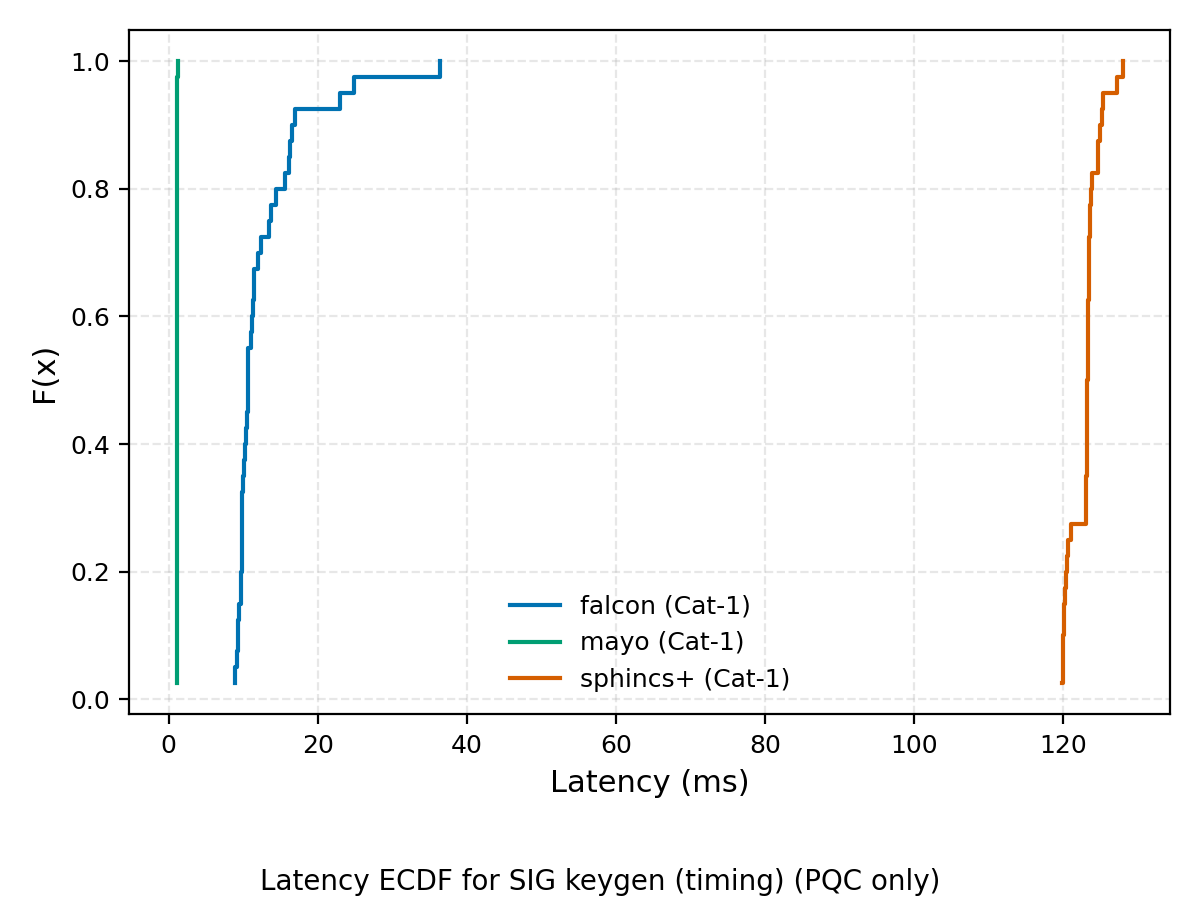 1.0
0.8
0.6
0.4
0.2
0.0
F(x)
falcon (Cat-1)
mayo (Cat-1)
sphincs+ (Cat-1)
0 20 40 60 80 100 120
Latency (ms)
Latency ECDF for SIG keygen (timing) (PQC only)